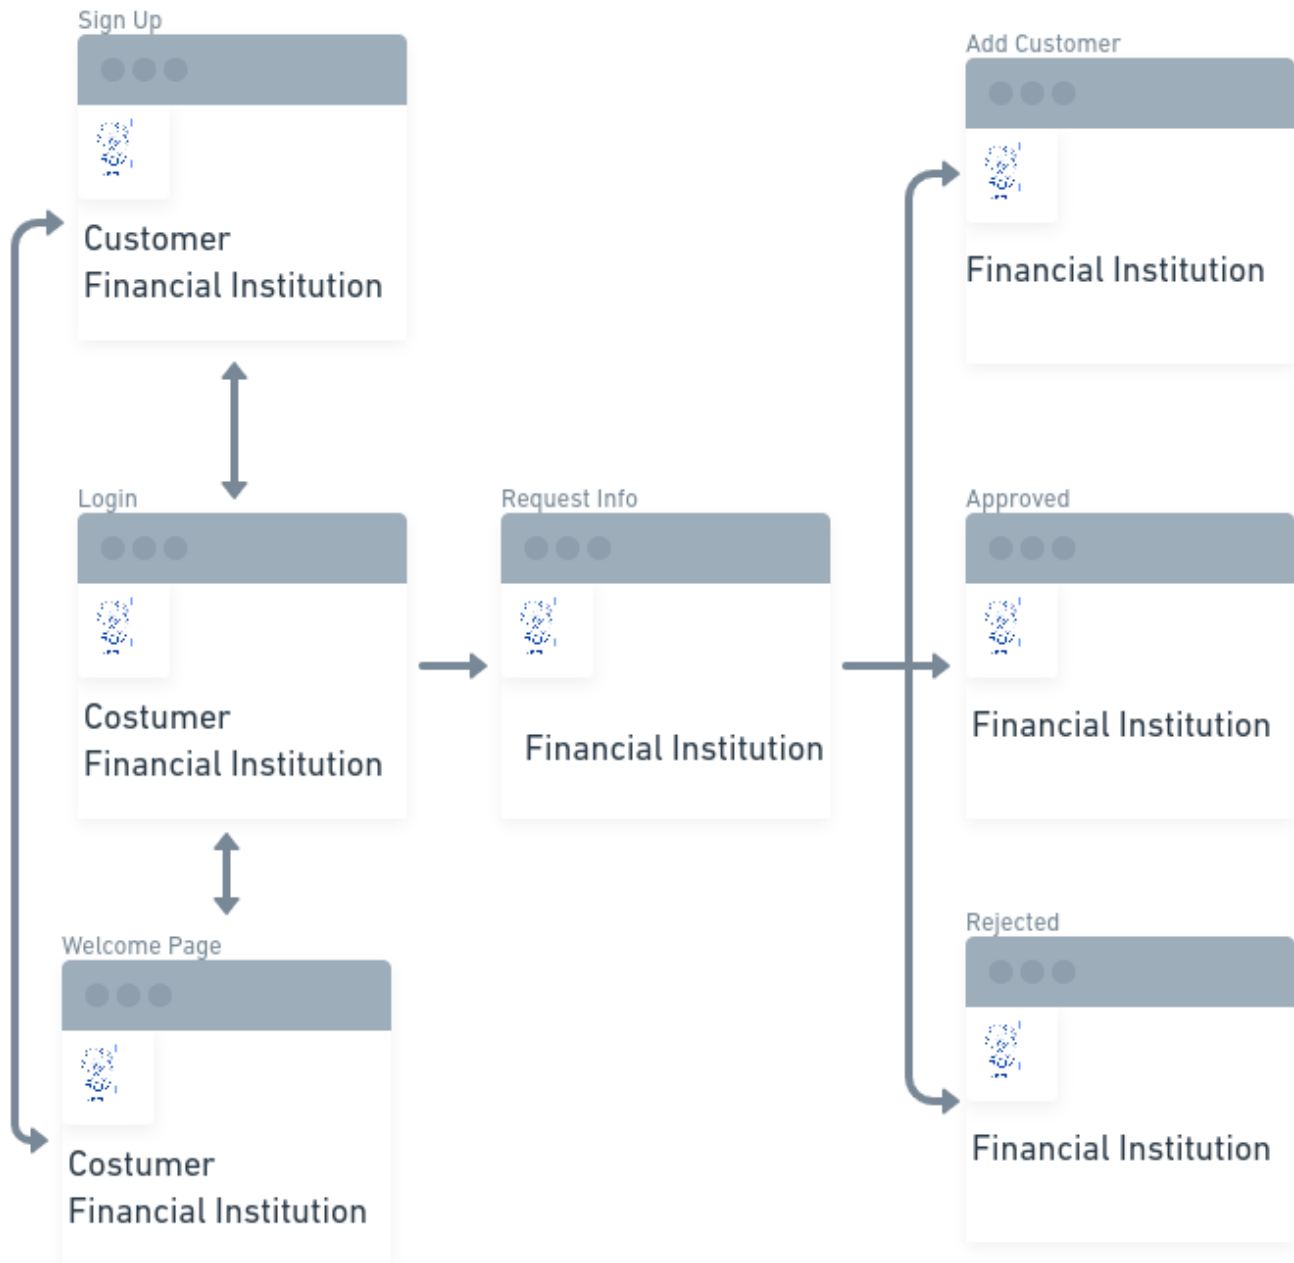 Sign Up
Customer
Financial Institution
Add Customer
Financial Institution
Login
Costumer
Financial Institution
Request Info
Financial Institution
Approved
Financial Institution
Welcome Page
Costumer
Financial Institution
Rejected
Financial Institution